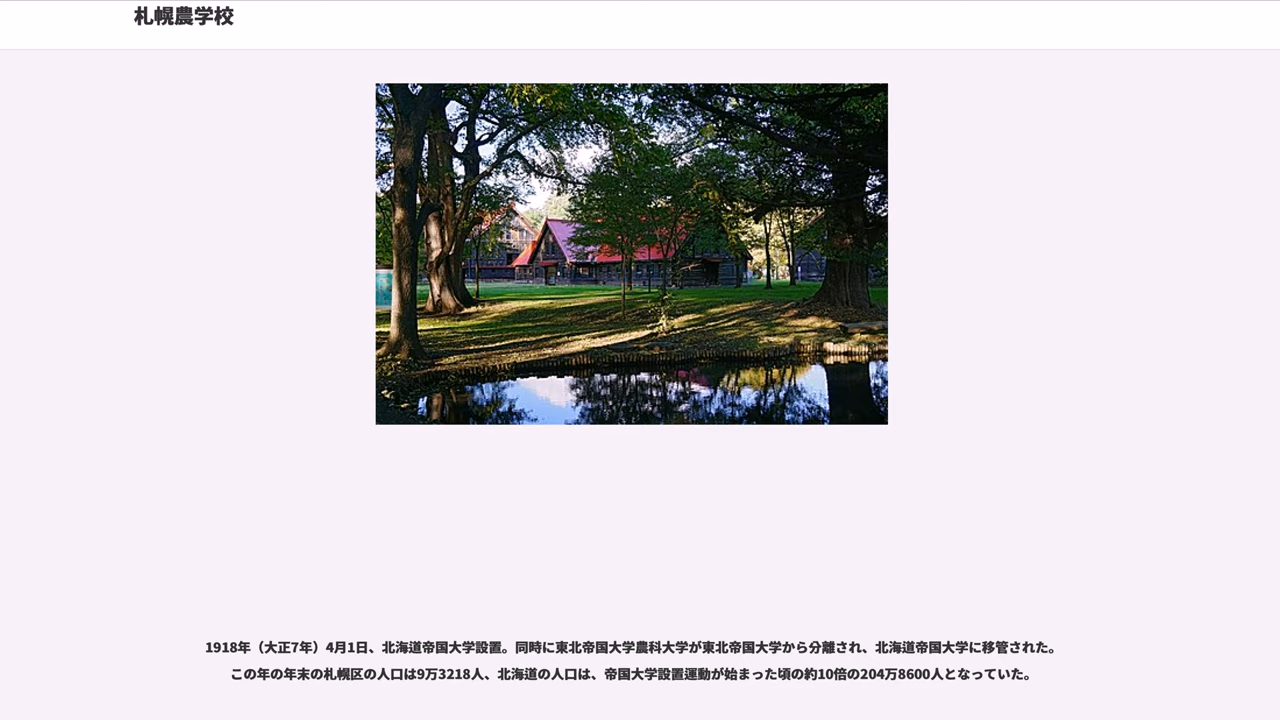 札幌農学校
1918年（大正7年）4月1日、北海道帝国大学設置。同時に東北帝国大学農科大学が東北帝国大学から分離され、北海道帝国大学に移管された。
この年の年末の札幌区の人口は9万3218人、北海道の人口は、帝国大学設置運動が始まった頃の約10倍の204万8600人となっていた。